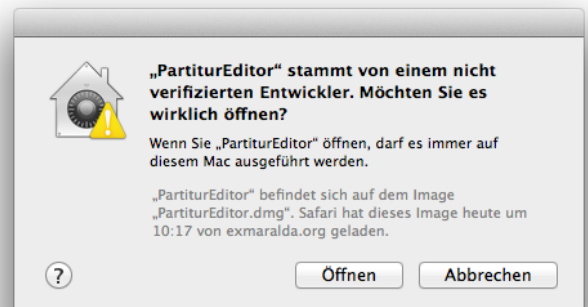 „PartiturEditor“ stammt von einem nicht
verifizierten Entwickler. Möchten Sie es
wirklich öffnen?
Wenn Sie „PartiturEditor“ öffnen, darf es immer auf
diesem Mac ausgeführt werden.
„PartiturEditor“ befindet sich auf dem Image
„PartiturEditor.dmg“. Safari hat dieses Image heute um
10:17 von exmaralda.org geladen.
?
Öffnen
Abbrechen